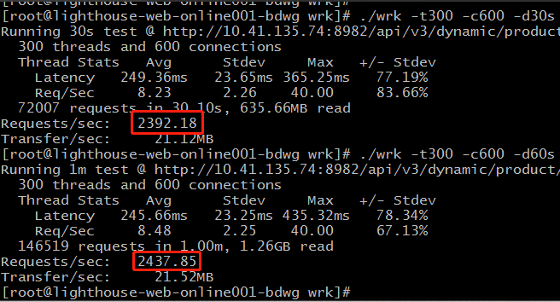 [root@lighthouse-web-online001-bdwg wrk]# ./wrk -t300 -c600 -d30s
Running 30s test @ http://10.41.135.74:8982/api/v3/dynamic/product
300 threads and 600 connections
Thread Stats Avg Stdev Max +/- Stdev
Latency 249.36ms 23.65ms 365.25ms 77.19%
Req/Sec 8.23 2.26 40.00 83.66%
72007 requests in 30.10s, 635.66MB read
Requests/sec: 2392.18
Transfer/sec: 21.12MB
[root@lighthouse-web-online001-bdwg wrk]# ./wrk -t300 -c600 -d60s
Running 1m test @ http://10.41.135.74:8982/api/v3/dynamic/product/
300 threads and 600 connections
Thread Stats Avg Stdev Max +/- Stdev
Latency 245.66ms 23.25ms 435.32ms 78.34%
Req/Sec 8.48 2.25 40.00 67.13%
146519 requests in 1.00m, 1.26GB read
Requests/sec: 2437.85
Transfer/sec: 21.52MB
[root@lighthouse-web-online001-bdwg wrk]#